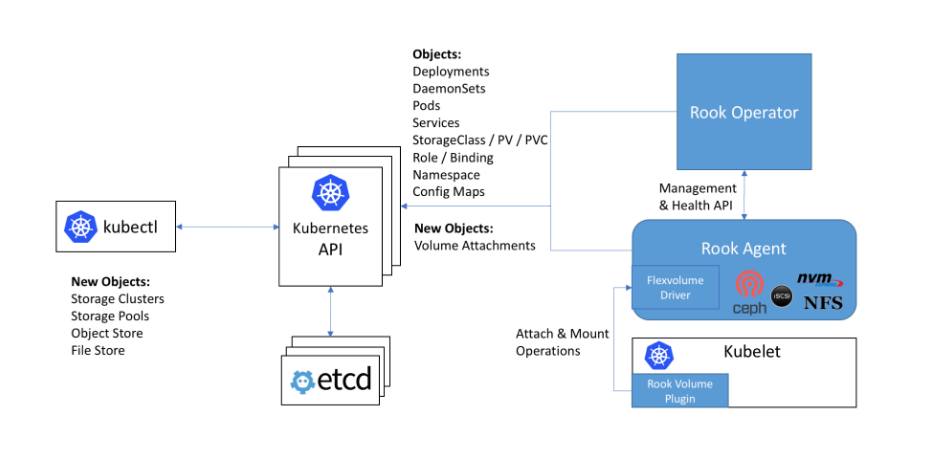 Objects:
Deployments
DaemonSets
Pods
Services
StorageClass / PV / PVC
Role / Binding
Namespace
Config Maps
New Objects:
Volume Attachments
Rook Operator
Management
& Health API
Rook Agent
Flexvolume
Driver
ceph
iSCSI
nvm
EXPRESS
NFS
Attach & Mount
Operations
Kubelet
Rook Volume
Plugin
Kubernetes
API
kubectl
New Objects:
Storage Clusters
Storage Pools
Object Store
File Store
etcd